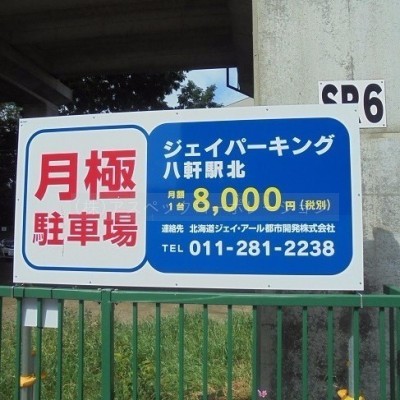 SR6
月極
駐車場
ジェイパーキング
八軒駅北
月額
1台 8,000円(税別)
連絡先 北海道ジェイ・アール都市開発株式会社
TEL 011-281-2238